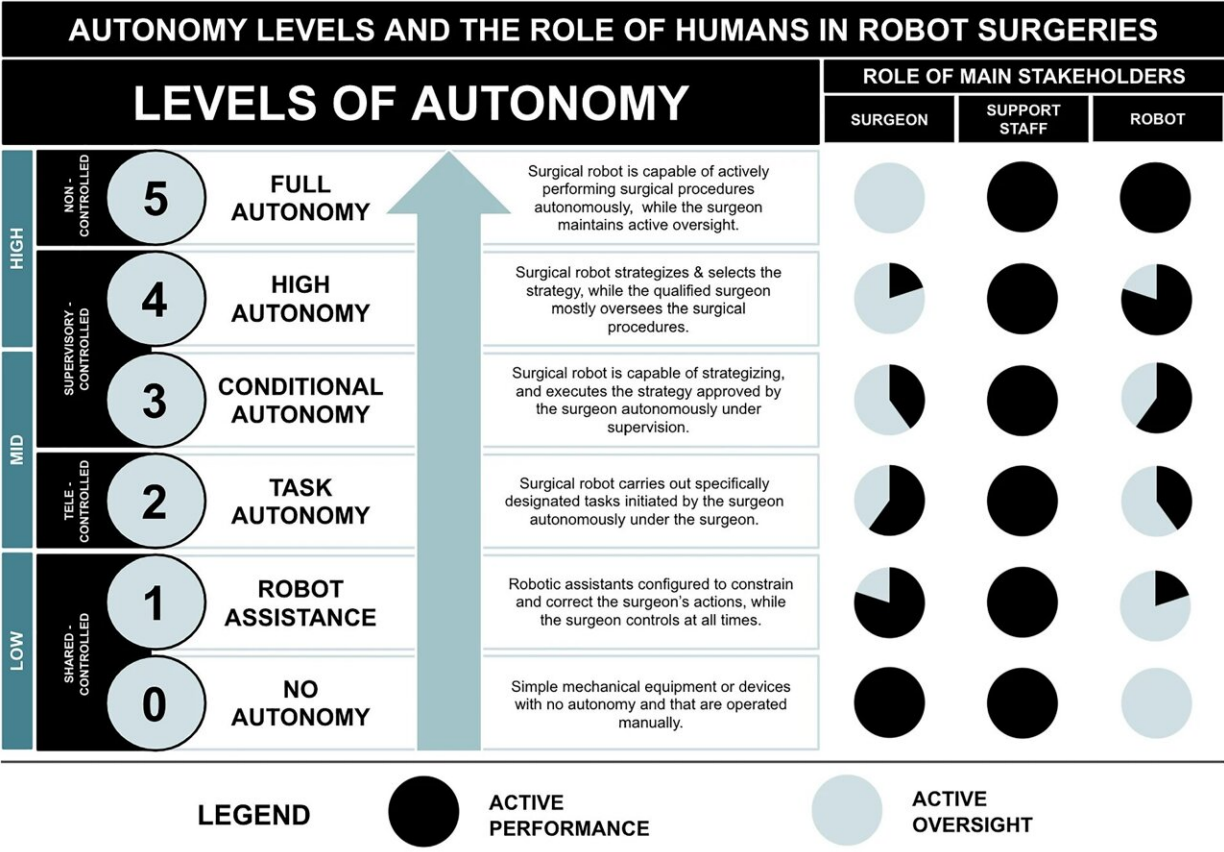 AUTONOMY LEVELS AND THE ROLE OF HUMANS IN ROBOT SURGERIES
LEVELS OF AUTONOMY
ROLE OF MAIN STAKEHOLDERS
SURGEON
SUPPORT
STAFF
ROBOT
HIGH
NON -
CONTROLLED
5
FULL
AUTONOMY
Surgical robot is capable of actively
performing surgical procedures
autonomously, while the surgeon
maintains active oversight.
SUPERVISORY -
CONTROLLED
4
HIGH
AUTONOMY
Surgical robot strategizes & selects the
strategy, while the qualified surgeon
mostly oversees the surgical
procedures.
MID
3
CONDITIONAL
AUTONOMY
Surgical robot is capable of strategizing,
and executes the strategy approved by
the surgeon autonomously under
supervision.
TELE -
CONTROLLED
2
TASK
AUTONOMY
Surgical robot carries out specifically
designated tasks initiated by the surgeon
autonomously under the surgeon.
LOW
SHARED -
CONTROLLED
1
ROBOT
ASSISTANCE
Robotic assistants configured to constrain
and correct the surgeon's actions, while
the surgeon controls at all times.
0
NO
AUTONOMY
Simple mechanical equipment or devices
with no autonomy and that are operated
manually.
LEGEND
ACTIVE
PERFORMANCE
ACTIVE
OVERSIGHT